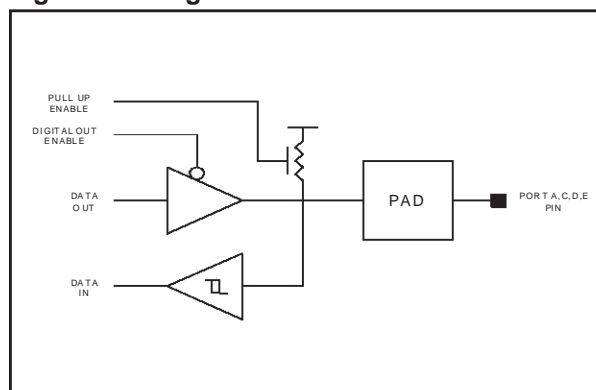 PULL UP
ENABLE
DIGITAL OUT
ENABLE
DATA
OUT
PAD
PORT A,C,D,E
PIN
DATA
IN